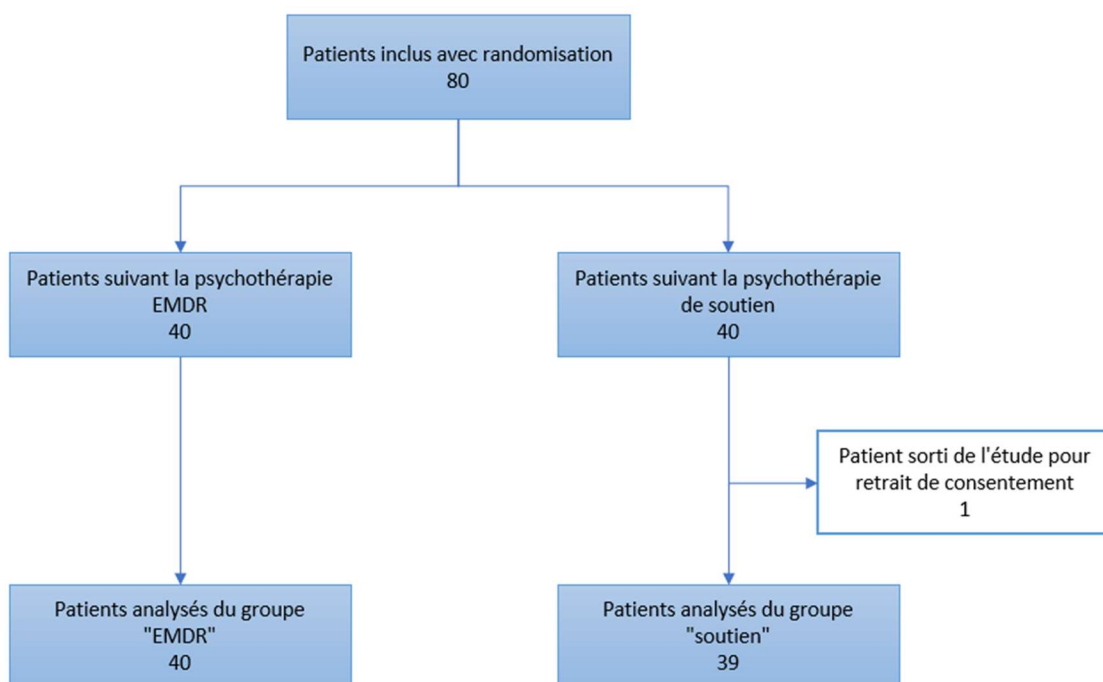 Patients inclus avec randomisation
80
Patients suivant la psychothérapie
EMDR
40
Patients suivant la psychothérapie
de soutien
40
Patient sorti de l'étude pour
retrait de consentement
1
Patients analysés du groupe
"EMDR"
40
Patients analysés du groupe
"soutien"
39